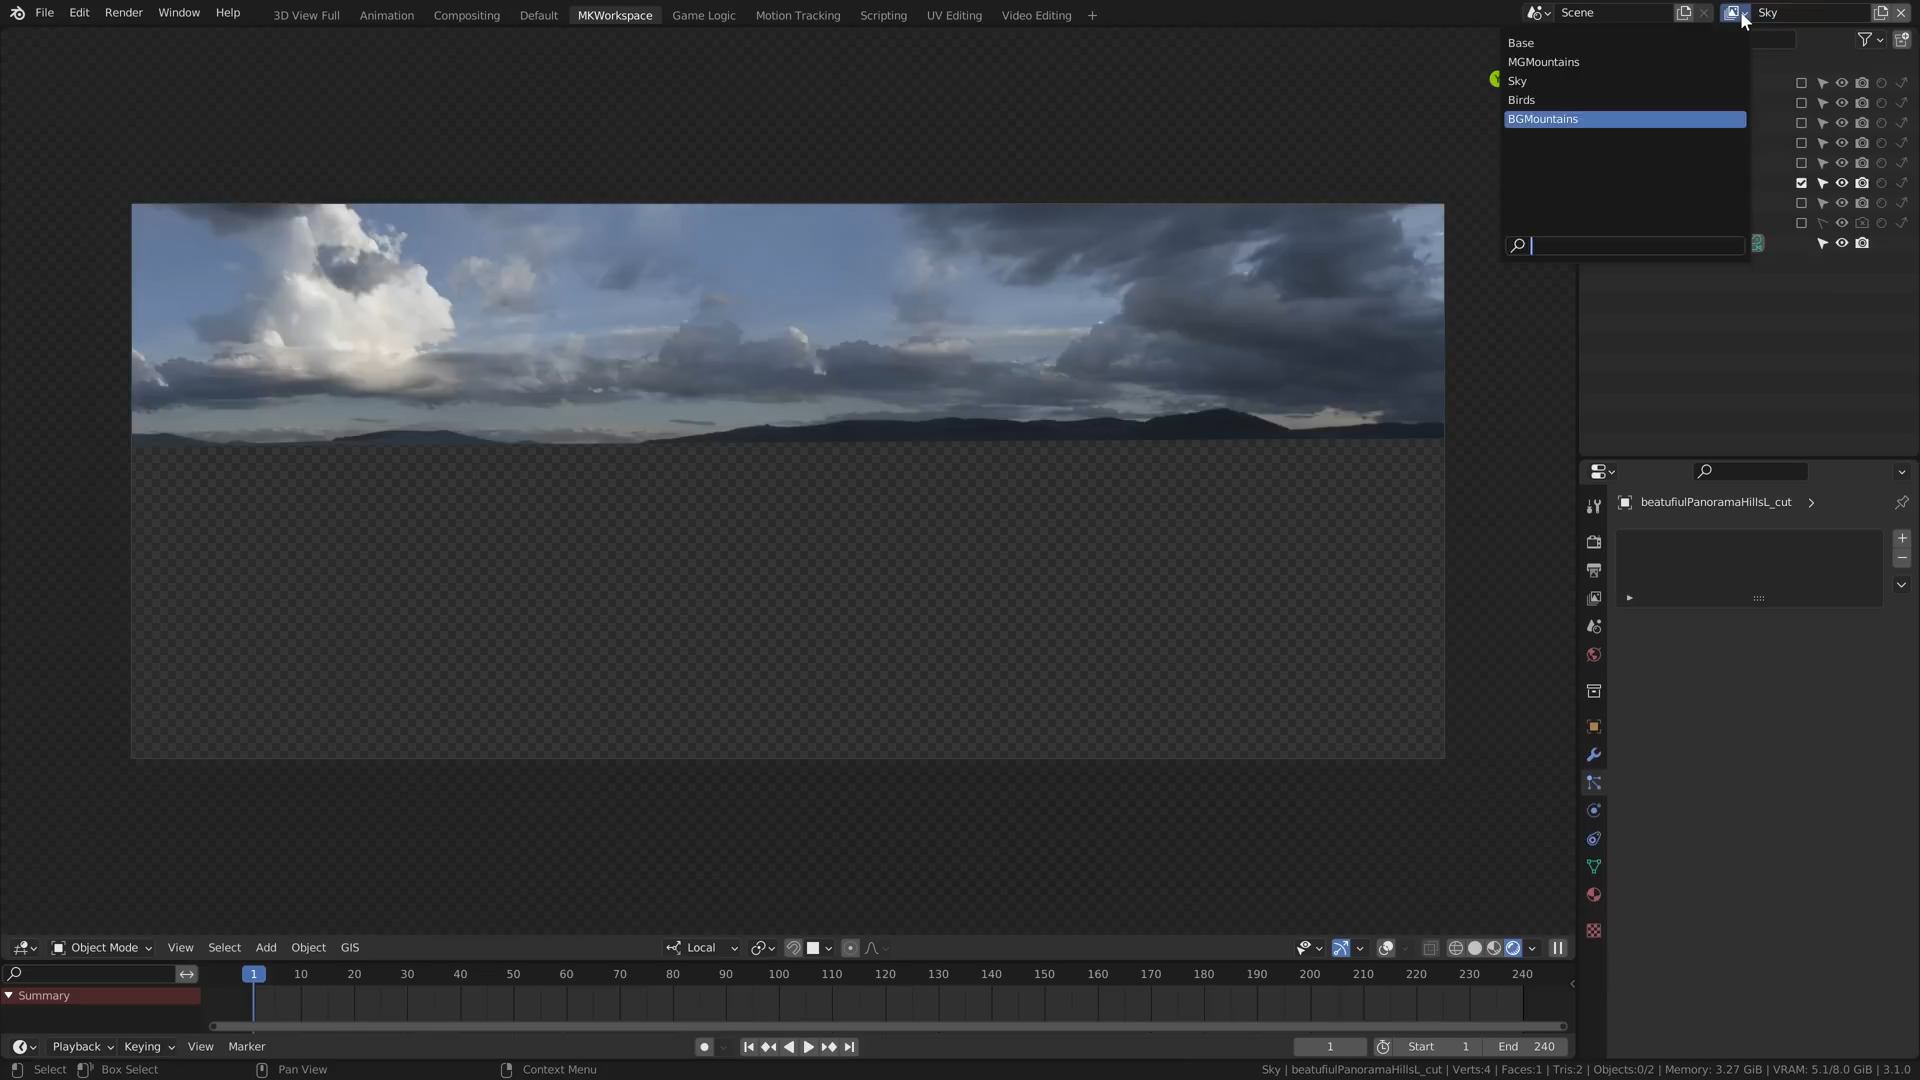 File Edit Render Window Help 3D View Full Animation Compositing Default MKWorkspace Game Logic Motion Tracking Scripting UV Editing Video Editing + Scene Sky
Base
MGMountains
Sky
Birds
BGMountains
beatufiulPanoramaHillsL_cut
Object Mode View Select Add Object GIS Local
1 10 20 30 40 50 60 70 80 90 100 110 120 130 140 150 160 170 180 190 200 210 220 230 240
Summary
Playback Keying View Marker 1 Start 1 End 240
Select Box Select Pan View Context Menu Sky | beatufiulPanoramaHillsL_cut | Verts:4 | Faces:1 | Tris:2 | Objects:0/2 | Memory: 3.27 GiB | VRAM: 5.1/8.0 GiB | 3.1.0